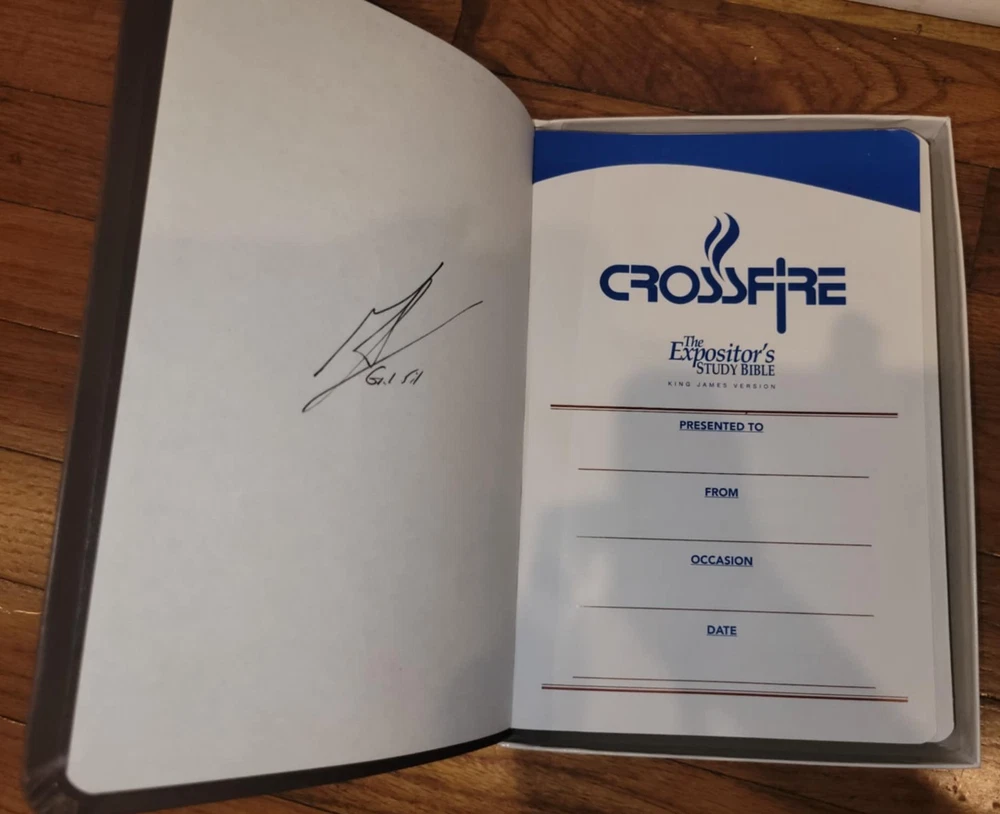 CROSSFIRE
The
Expositor's
STUDY BIBLE
KING JAMES VERSION
PRESENTED TO
FROM
OCCASION
DATE